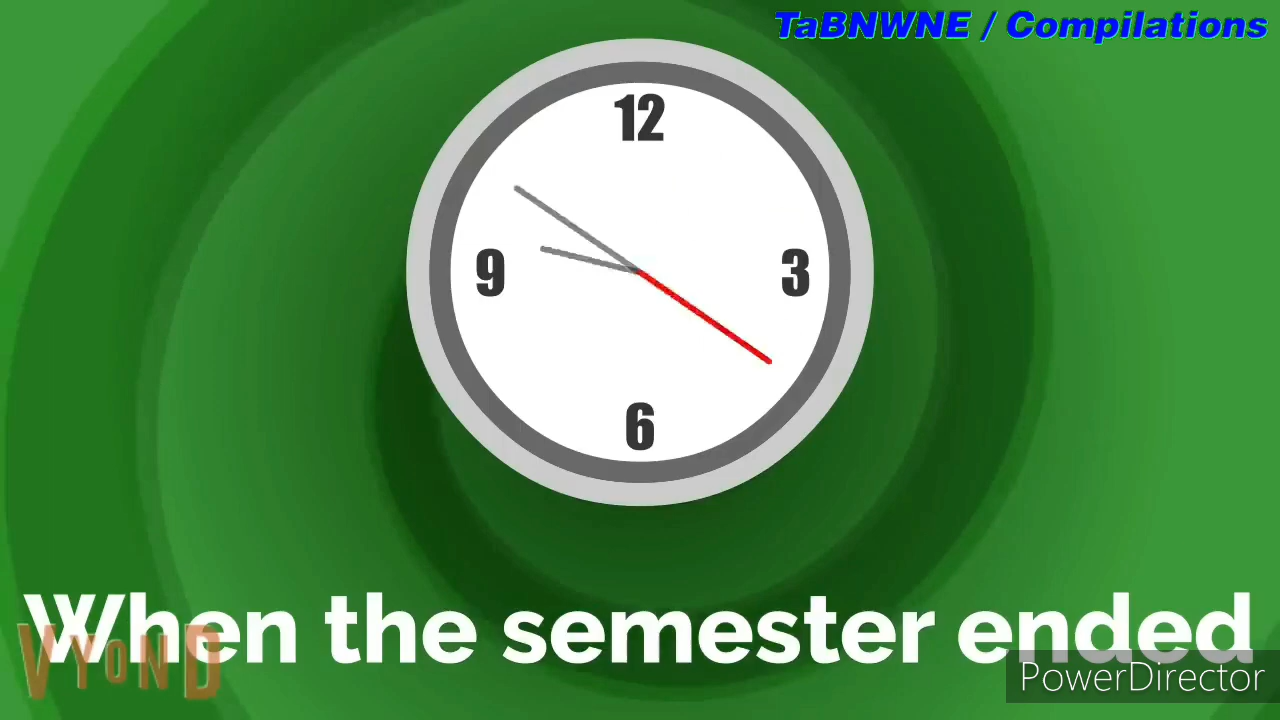 TaBNWNE / Compilations
12
9
3
6
When the semester ended
VYOND
PowerDirector